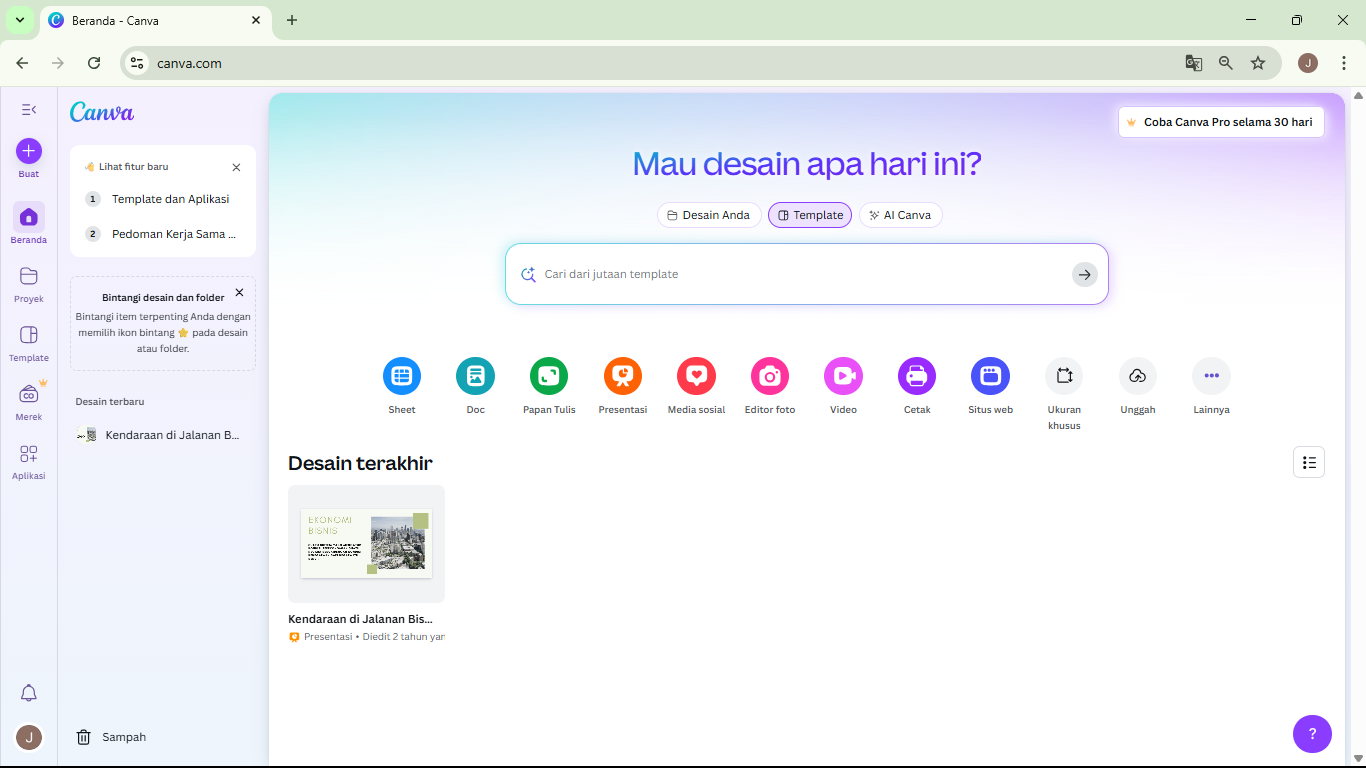 Beranda - Canva
canva.com
J
Canva
Buat
Beranda
Proyek
Template
Merek
Aplikasi
J
Lihat fitur baru
1 Template dan Aplikasi
2 Pedoman Kerja Sama ...
Bintangi desain dan folder
Bintangi item terpenting Anda dengan
memilih ikon bintang ⭐ pada desain
atau folder.
Desain terbaru
Kendaraan di Jalanan B...
Sampah
Coba Canva Pro selama 30 hari
Mau desain apa hari ini?
Desain Anda Template AI Canva
Cari dari jutaan template
Sheet Doc Papan Tulis Presentasi Media sosial Editor foto Video Cetak Situs web Ukuran khusus Unggah Lainnya
Desain terakhir
EKONOMI
BISNIS
Kendaraan di Jalanan Bis...
Presentasi • Diedit 2 tahun yan
?